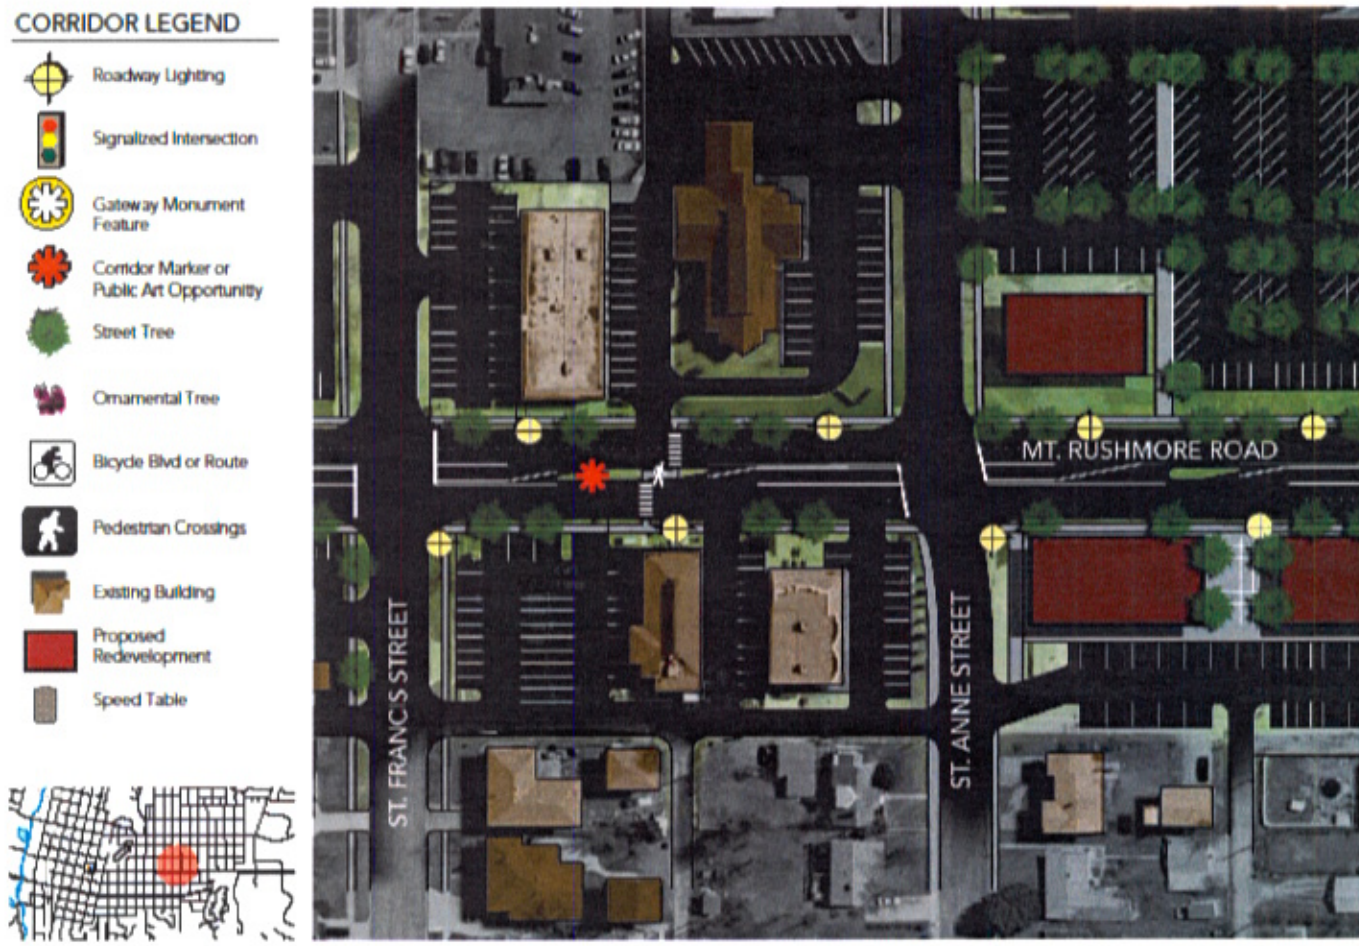 CORRIDOR LEGEND
Roadway Lighting
Signalized Intersection
Gateway Monument
Feature
Corridor Marker or
Public Art Opportunity
Street Tree
Ornamental Tree
Bicycle Blvd or Route
Pedestrian Crossings
Existing Building
Proposed
Redevelopment
Speed Table
MT. RUSHMORE ROAD
ST. FRANCIS STREET
ST. ANNE STREET